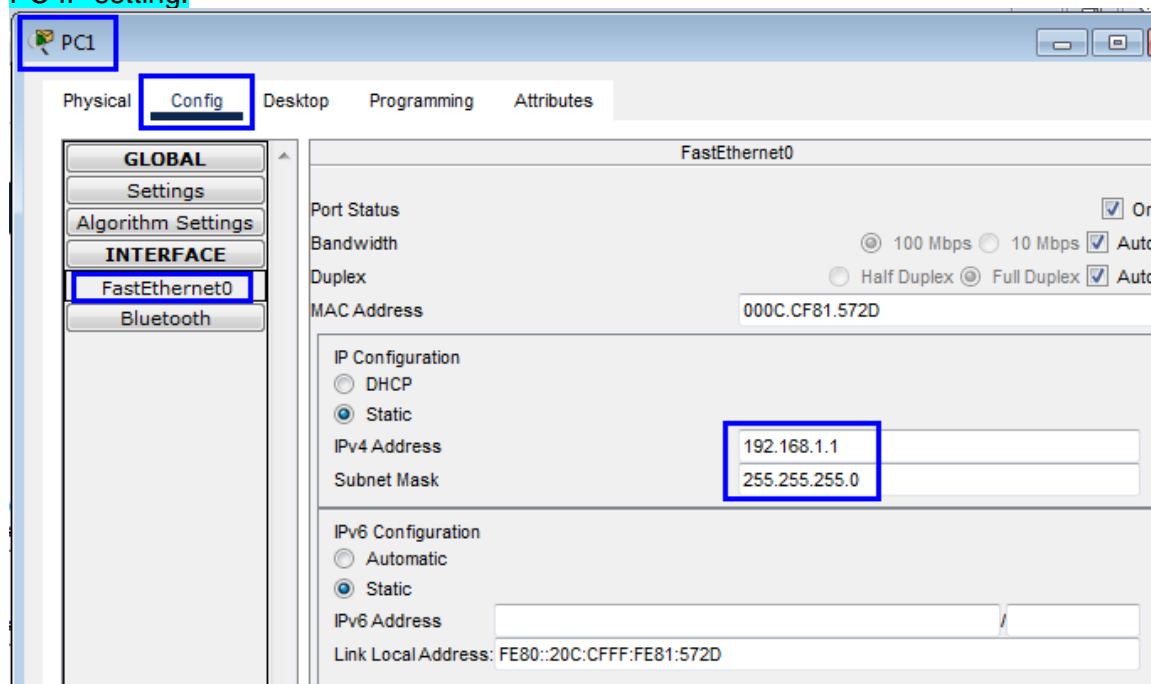 PC1
Physical Config Desktop Programming Attributes
GLOBAL
Settings
Algorithm Settings
INTERFACE
FastEthernet0
Bluetooth
FastEthernet0
Port Status
Bandwidth 100 Mbps 10 Mbps
Duplex Half Duplex Full Duplex
MAC Address 000C.CF81.572D
IP Configuration
DHCP
Static
IPv4 Address 192.168.1.1
Subnet Mask 255.255.255.0
IPv6 Configuration
Automatic
Static
IPv6 Address /
Link Local Address: FE80::20C:CFFF:FE81:572D